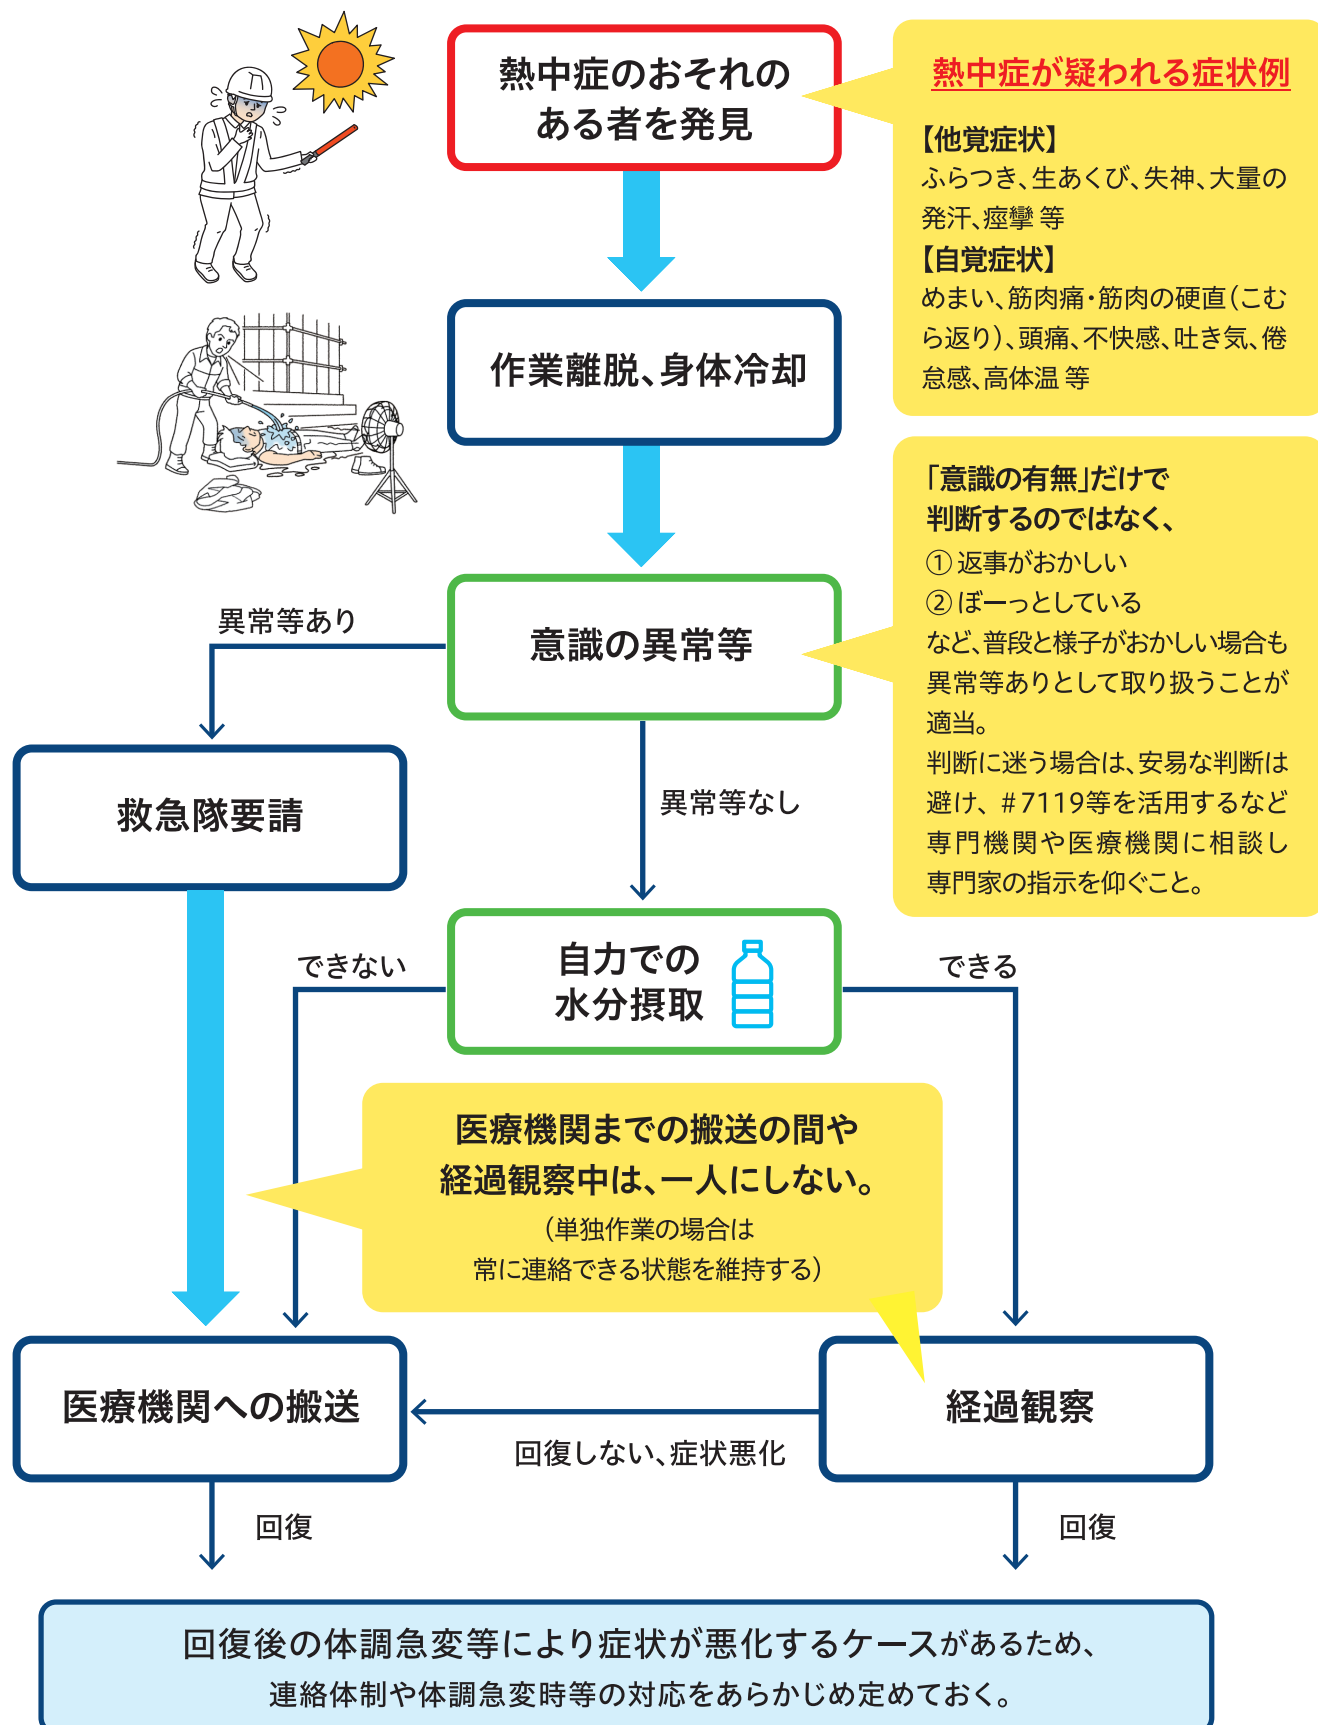 熱中症のおそれの
ある者を発見
熱中症が疑われる症状例
【他覚症状】
ふらつき、生あくび、失神、大量の
発汗、痙攣 等
【自覚症状】
めまい、筋肉痛・筋肉の硬直(こむ
ら返り)、頭痛、不快感、吐き気、倦
怠感、高体温 等
作業離脱、身体冷却
「意識の有無」だけで
判断するのではなく、
① 返事がおかしい
② ぼーっとしている
など、普段と様子がおかしい場合も
異常等ありとして取り扱うことが
適当。
判断に迷う場合は、安易な判断は
避け、#7119等を活用するなど
専門機関や医療機関に相談し
専門家の指示を仰ぐこと。
意識の異常等
異常等あり
救急隊要請
異常等なし
自力での
水分摂取
できない
できる
医療機関までの搬送の間や
経過観察中は、一人にしない。
(単独作業の場合は
常に連絡できる状態を維持する)
医療機関への搬送
経過観察
回復しない、症状悪化
回復
回復
回復後の体調急変等により症状が悪化するケースがあるため、
連絡体制や体調急変時等の対応をあらかじめ定めておく。